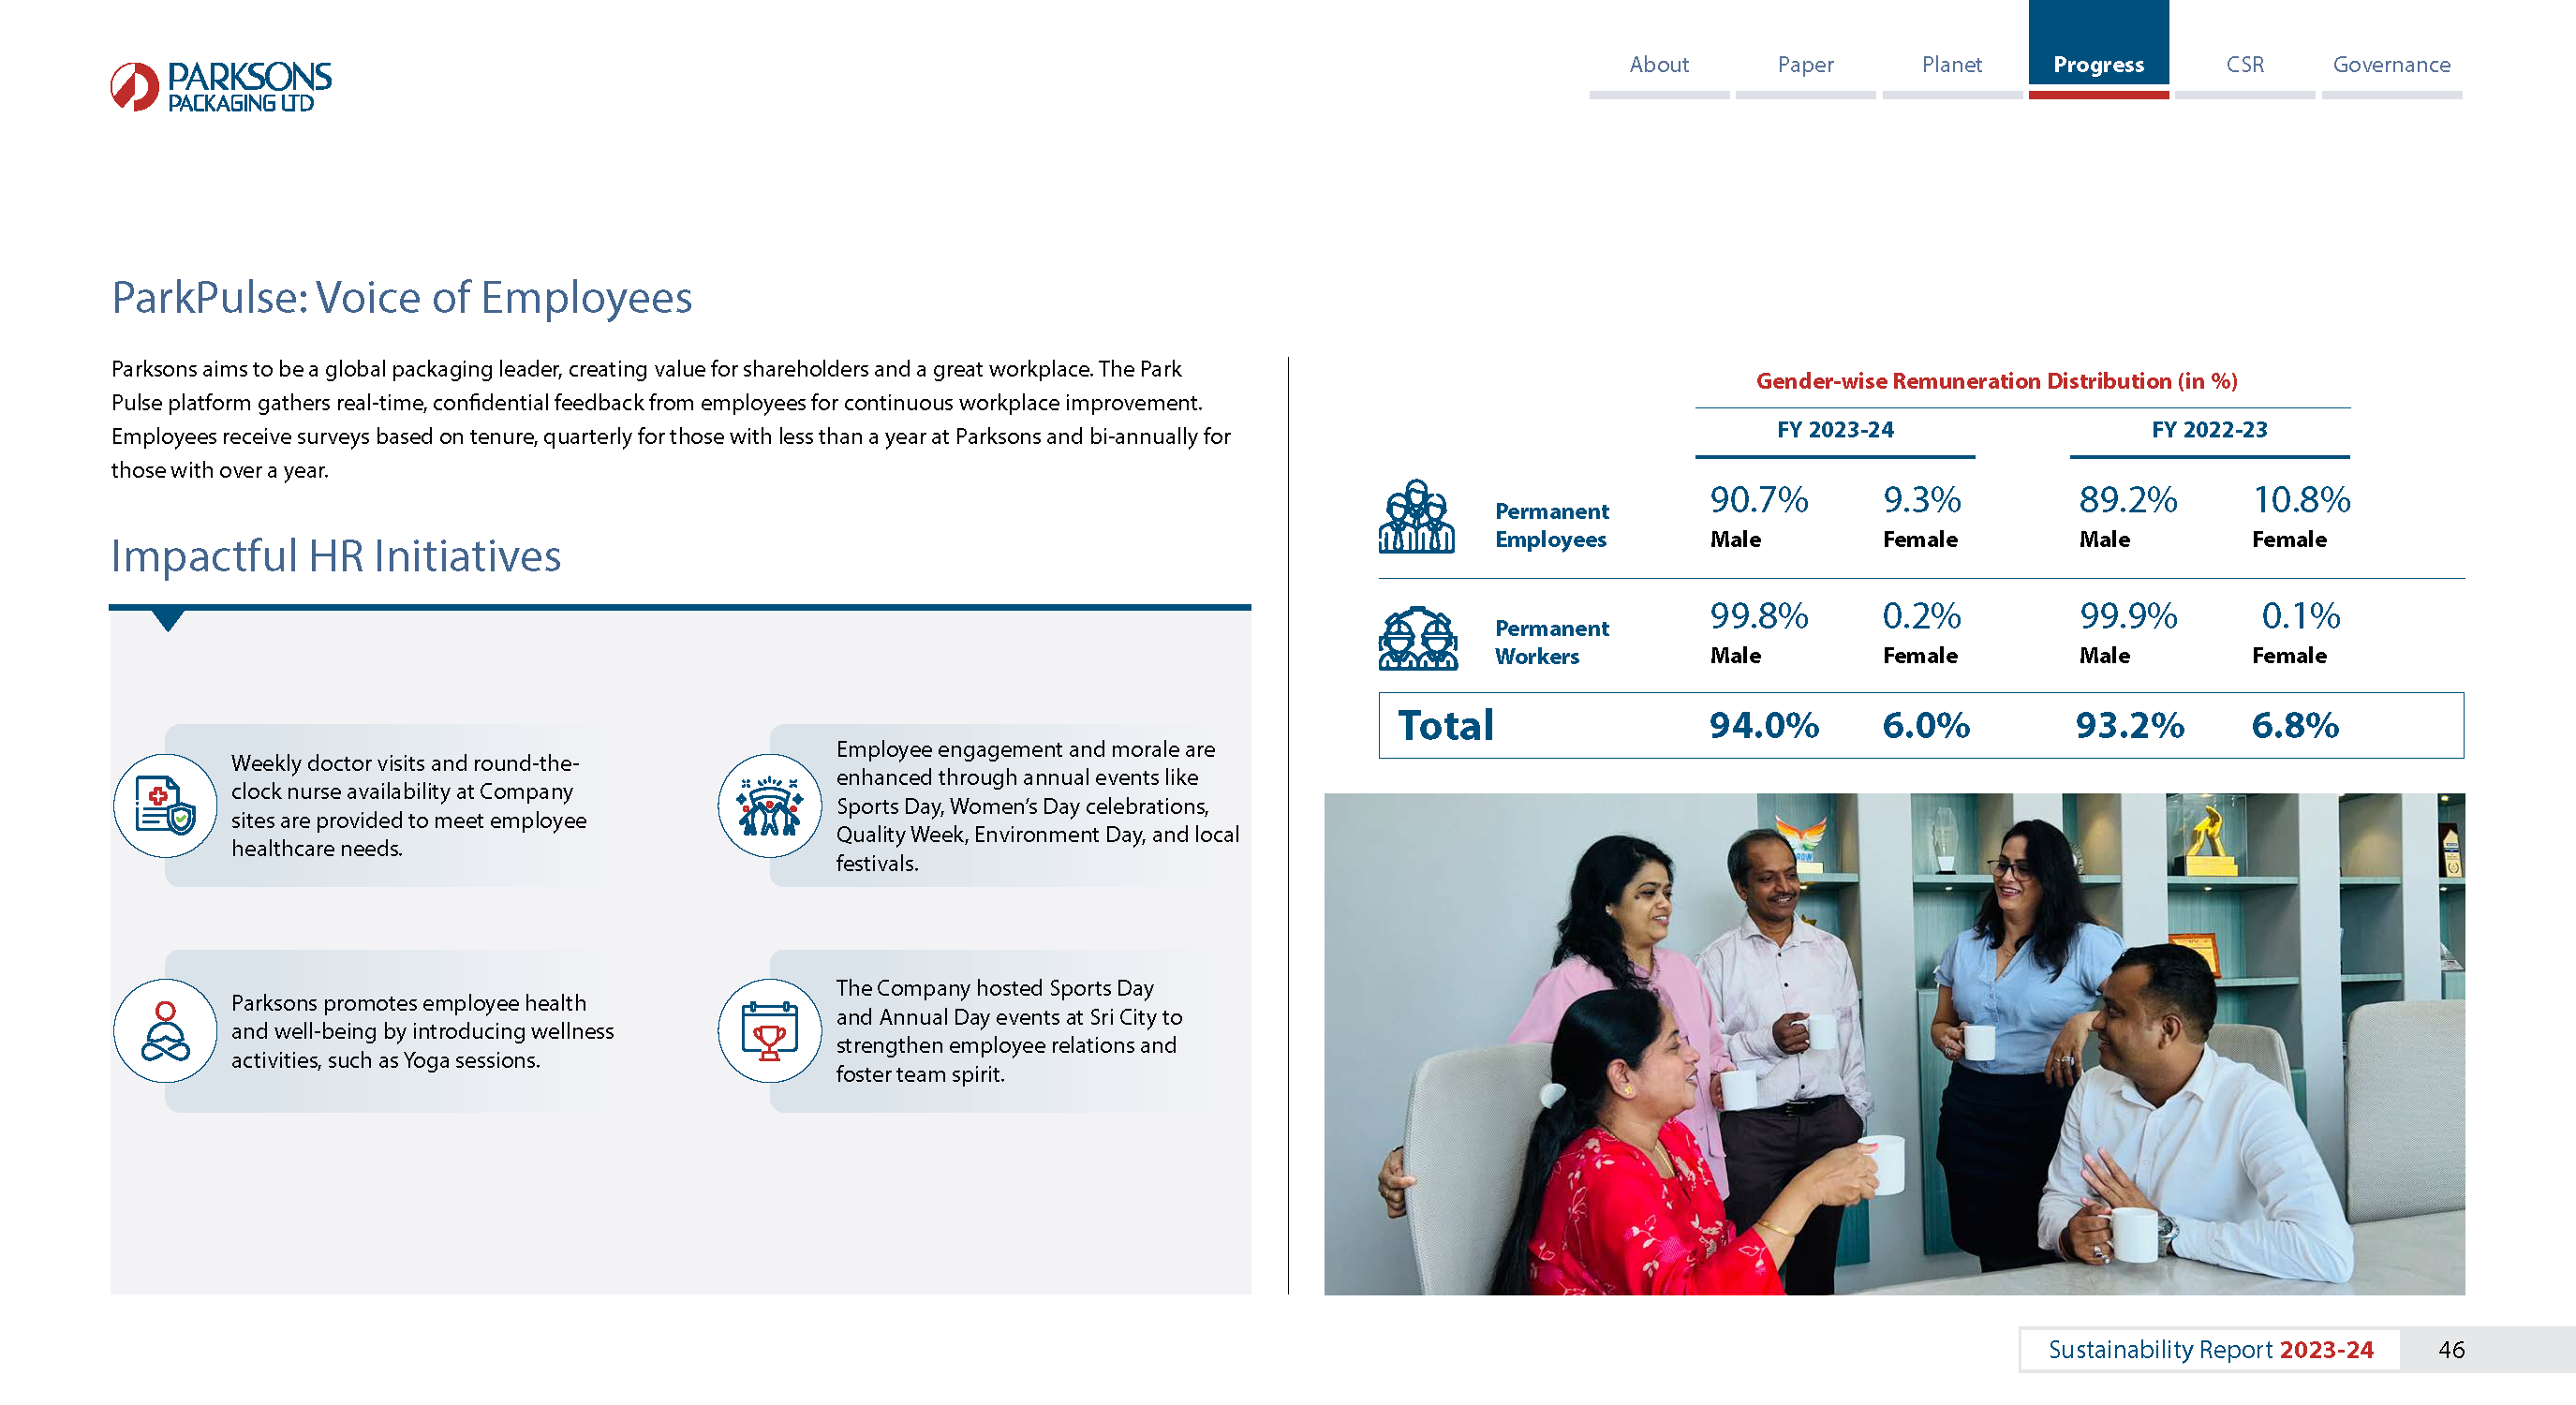 PARKSONS
PACKAGING LTD
About Paper Planet Progress CSR Governance
ParkPulse: Voice of Employees
Parksons aims to be a global packaging leader, creating value for shareholders and a great workplace. The Park
Pulse platform gathers real-time, confidential feedback from employees for continuous workplace improvement.
Employees receive surveys based on tenure, quarterly for those with less than a year at Parksons and bi-annually for
those with over a year.
Impactful HR Initiatives
Weekly doctor visits and round-the-
clock nurse availability at Company
sites are provided to meet employee
healthcare needs.
Employee engagement and morale are
enhanced through annual events like
Sports Day, Women’s Day celebrations,
Quality Week, Environment Day, and local
festivals.
Parksons promotes employee health
and well-being by introducing wellness
activities, such as Yoga sessions.
The Company hosted Sports Day
and Annual Day events at Sri City to
strengthen employee relations and
foster team spirit.
Gender-wise Remuneration Distribution (in %)
FY 2023-24 FY 2022-23
Permanent
Employees
90.7% 9.3% 89.2% 10.8%
Male Female Male Female
Permanent
Workers
99.8% 0.2% 99.9% 0.1%
Male Female Male Female
Total 94.0% 6.0% 93.2% 6.8%
Sustainability Report 2023-24 46